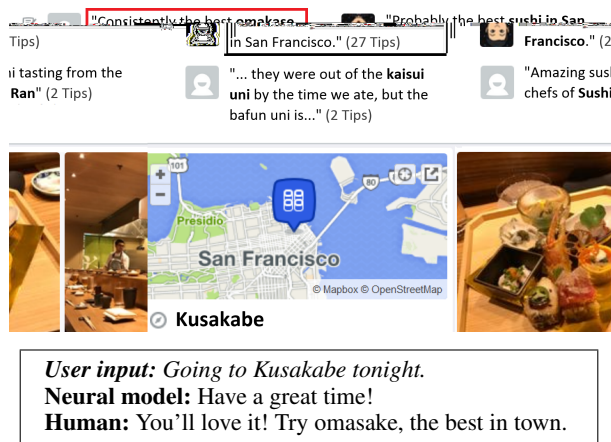 "Consistently the best omakase
in San Francisco." (27 Tips)
"... they were out of the kaisui
uni by the time we ate, but the
bafun uni is..." (2 Tips)
Tips)
i tasting from the
Ran" (2 Tips)
"Probably the best sushi in San
Francisco." (2
"Amazing sus
chefs of Sushi
101
80
Presidio
San Francisco
© Mapbox © OpenStreetMap
Kusakabe
User input: Going to Kusakabe tonight.
Neural model: Have a great time!
Human: You'll love it! Try omasake, the best in town.